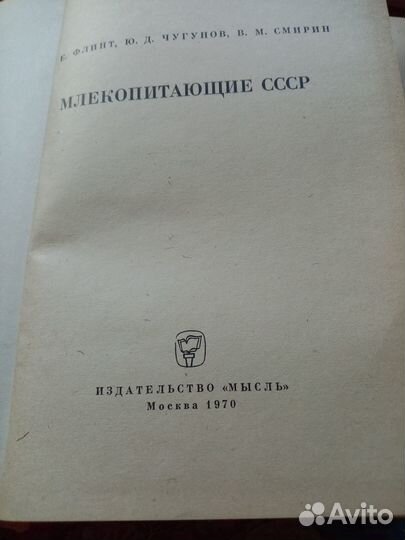 Е. ФЛИНТ, Ю. Д. ЧУГУНОВ, В. М. СМИРИН
МЛЕКОПИТАЮЩИЕ СССР
ИЗДАТЕЛЬСТВО «МЫСЛЬ»
Москва 1970
Avito